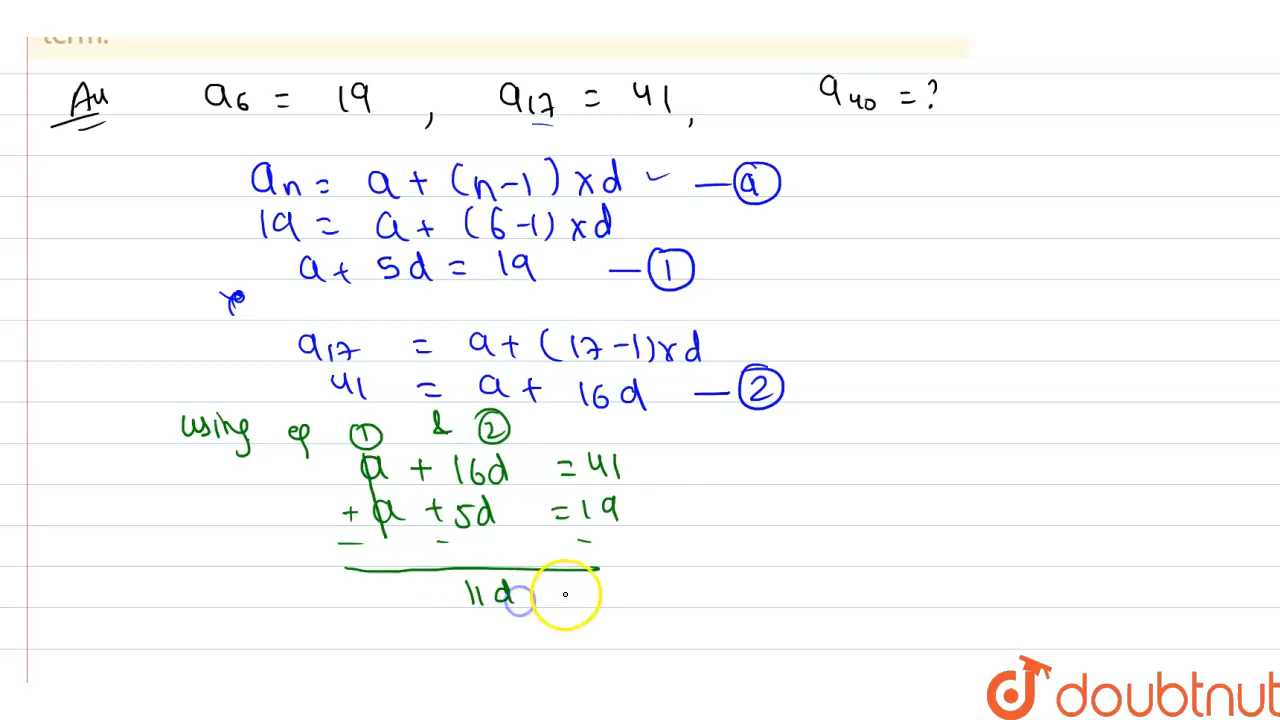 term.
Ans a6 = 19 , a17 = 41, a40 = ?
an = a + (n-1) x d — a
19 = a + (6-1) x d
a + 5d = 19 — 1
a17 = a + (17-1) x d
41 = a + 16d — 2
using eq 1 & 2
a + 16d = 41
+ a + 5d = 19
- - -
11d
doubtnut